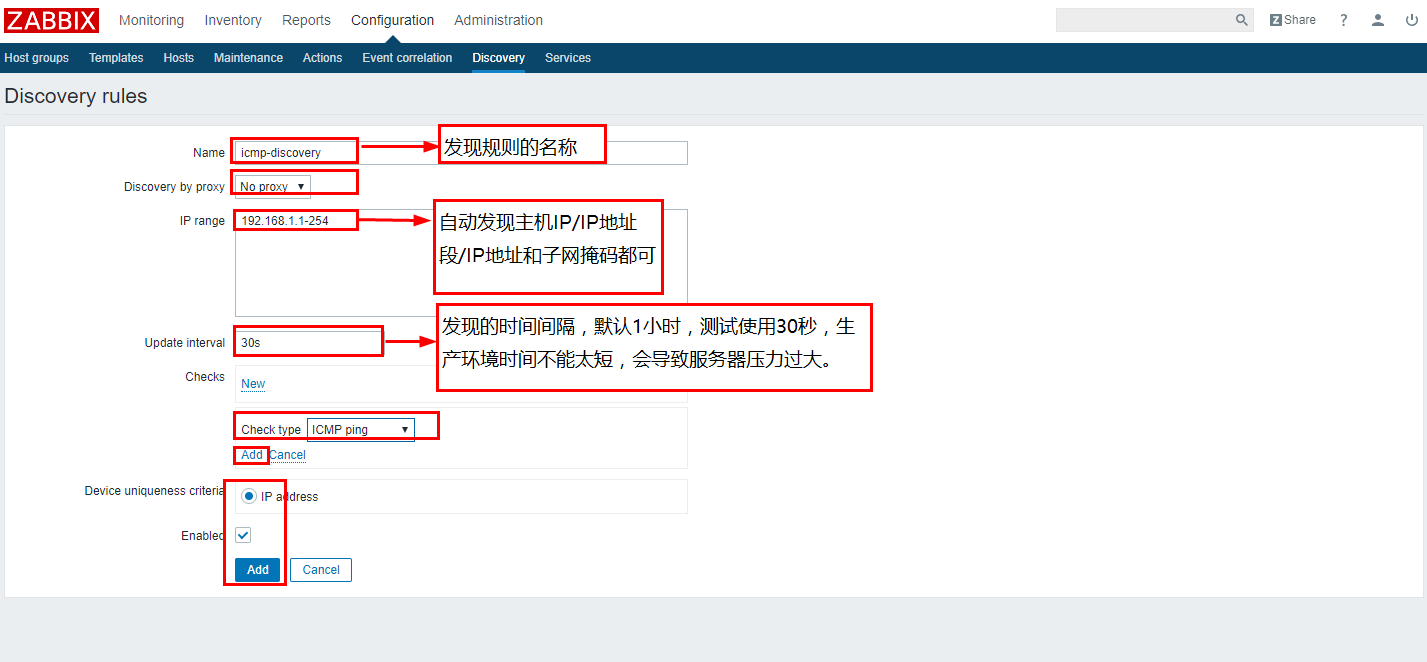 ZABBIX Monitoring Inventory Reports Configuration Administration Z Share ?
Host groups Templates Hosts Maintenance Actions Event correlation Discovery Services
Discovery rules
Name icmp-discovery 发现规则的名称
Discovery by proxy No proxy
IP range 192.168.1.1-254
自动发现主机IP/IP地址
段/IP地址和子网掩码都可
Update interval 30s
发现的时间间隔，默认1小时，测试使用30秒，生
产环境时间不能太短，会导致服务器压力过大。
Checks New
Check type ICMP ping
Add Cancel
Device uniqueness criteria IP address
Enabled
Add Cancel